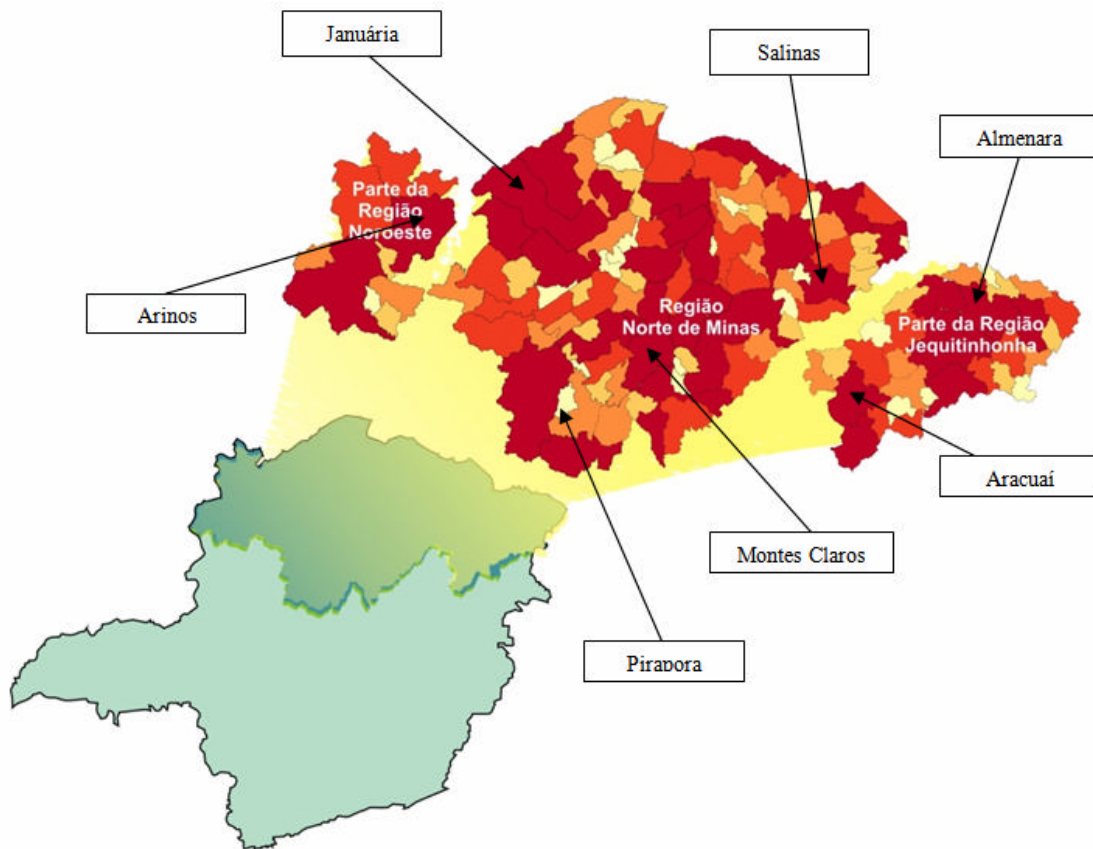 Januária
Salinas
Almenara
Parte da
Região
Noroeste
Arinos
Região
Norte de Minas
Parte da Região
Jequitinhonha
Aracuaí
Montes Claros
Pirapora